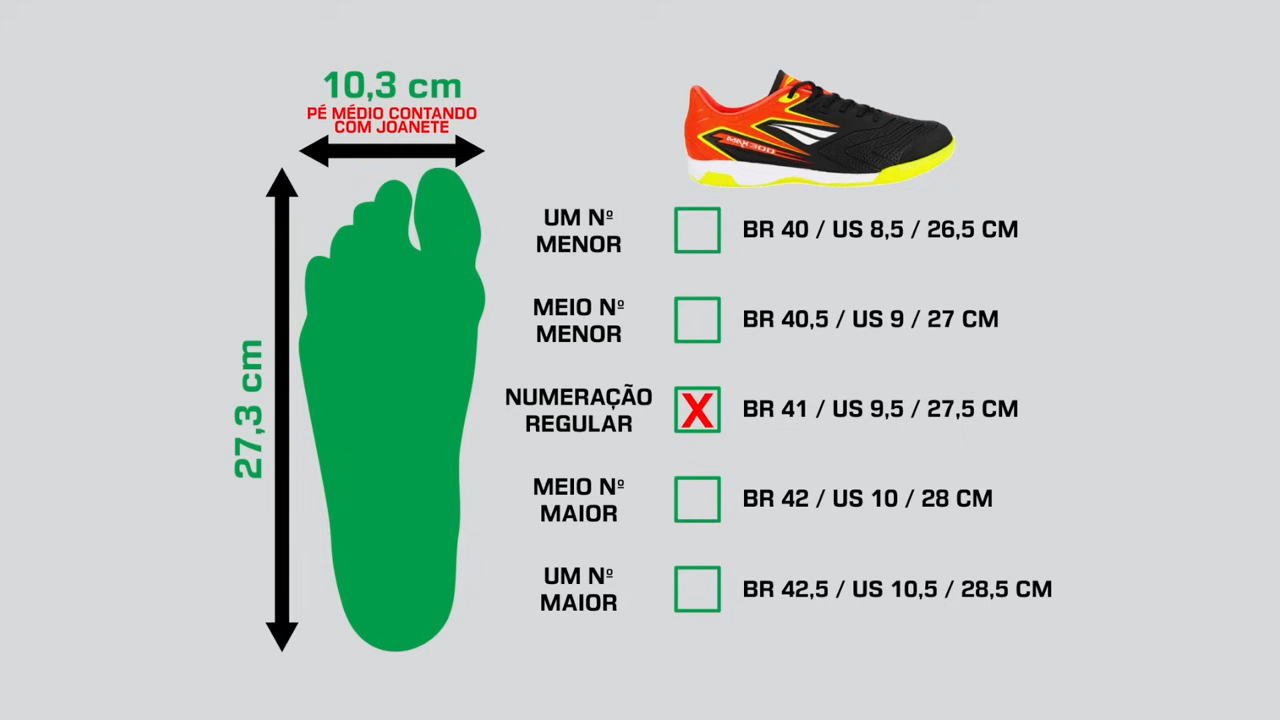 10,3 cm
PÉ MÉDIO CONTANDO
COM JOANETE
27,3 cm
MAX 300
UM Nº
MENOR
BR 40 / US 8,5 / 26,5 CM
MEIO Nº
MENOR
BR 40,5 / US 9 / 27 CM
NUMERAÇÃO
REGULAR
X
BR 41 / US 9,5 / 27,5 CM
MEIO Nº
MAIOR
BR 42 / US 10 / 28 CM
UM Nº
MAIOR
BR 42,5 / US 10,5 / 28,5 CM